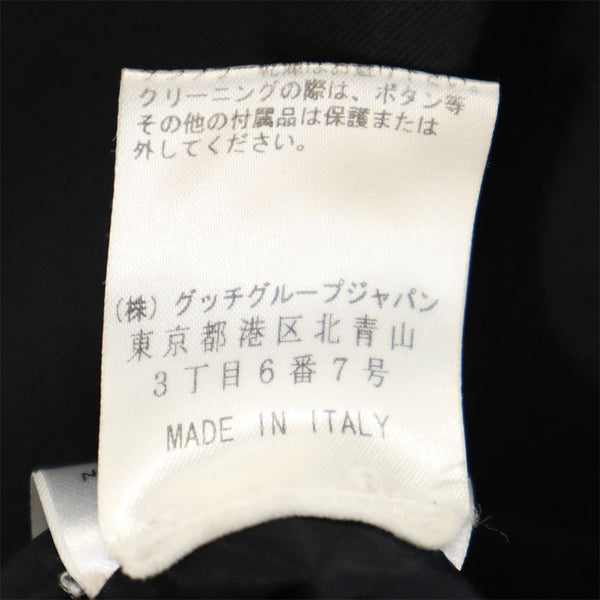 クリーニングの際は、ボタン等
その他の付属品は保護または
外してください。
(株) グッチグループジャパン
東京都港区北青山
3丁目6番7号
MADE IN ITALY